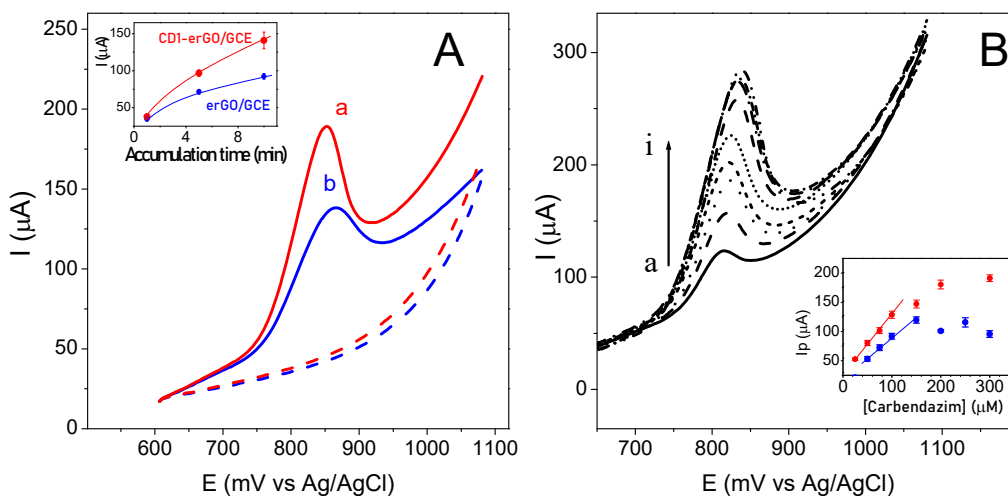 A
250
200
150
100
50
0
I (µA)
600
700
800
900
1000
1100
E (mV vs Ag/AgCl)
a
b
150
100
50
I (µA)
0
4
8
Accumulation time (min)
CD1-erGO/GCE
erGO/GCE
B
300
200
100
0
I (µA)
700
800
900
1000
1100
E (mV vs Ag/AgCl)
i
a
200
150
100
50
Ip (µA)
0
100
200
300
[Carbendazim] (µM)